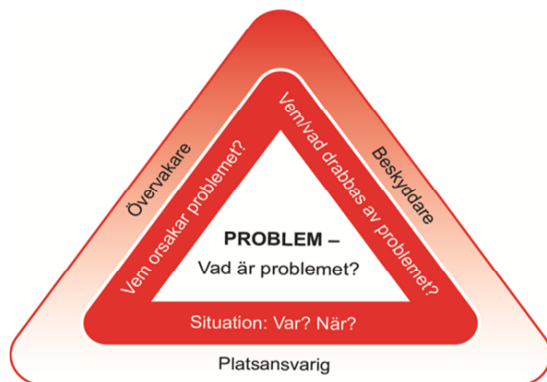 Övervakare
Vem orsakar problemet?
Vem/vad drabbas av problemet?
Beskyddare
PROBLEM –
Vad är problemet?
Situation: Var? När?
Platsansvarig